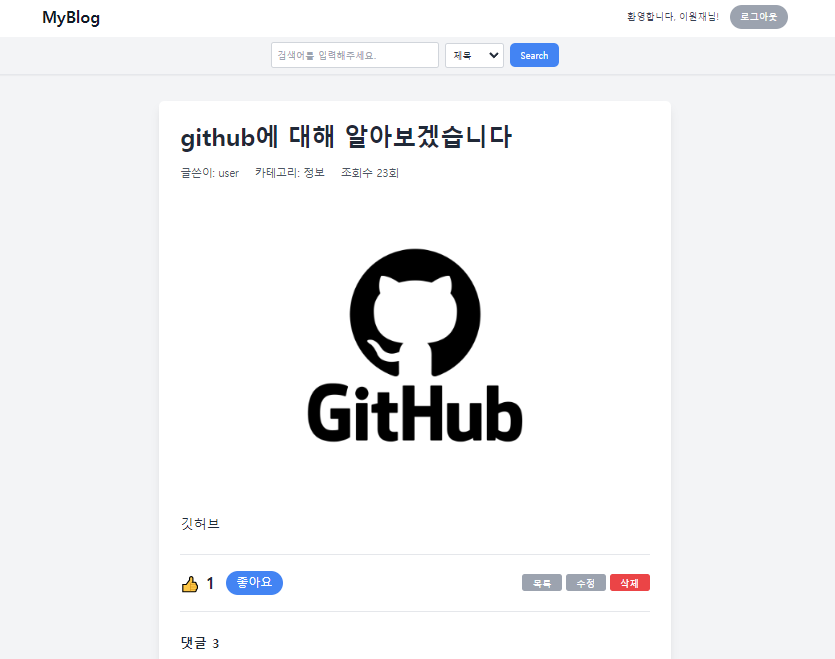 MyBlog 환영합니다. 이원재님! 로그아웃
검색어를 입력해주세요. 제목 Search
github에 대해 알아보겠습니다
글쓴이: user 카테고리: 정보 조회수 23회
GitHub
깃허브
👍 1 좋아요 목록 수정 삭제
댓글 3